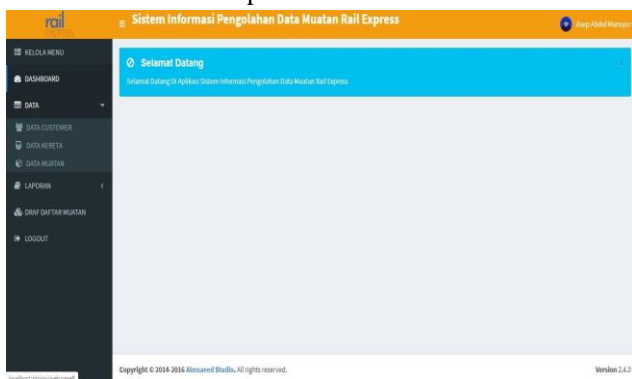 rail
express
Sistem Informasi Pengolahan Data Muatan Rail Express
Asep Abdul Mansyur
KELOLA MENU
DASHBOARD
DATA
DATA CUSTOMER
DATA KERETA
DATA MUATAN
LAPORAN
DRAF DAFTAR MUATAN
LOGOUT
Selamat Datang
Selamat Datang Di Aplikasi Sistem Informasi Pengolahan Data Muatan Rail Express
Copyright © 2014-2016 Almsaeed Studio. All rights reserved.
Version 2.4.0